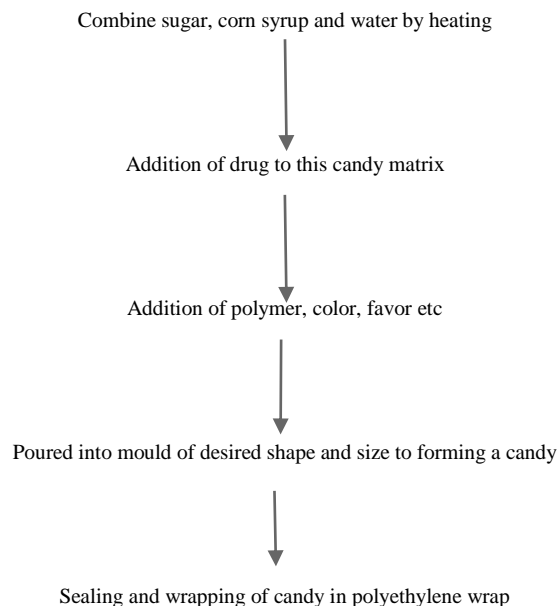 Combine sugar, corn syrup and water by heating
Addition of drug to this candy matrix
Addition of polymer, color, favor etc
Poured into mould of desired shape and size to forming a candy
Sealing and wrapping of candy in polyethylene wrap